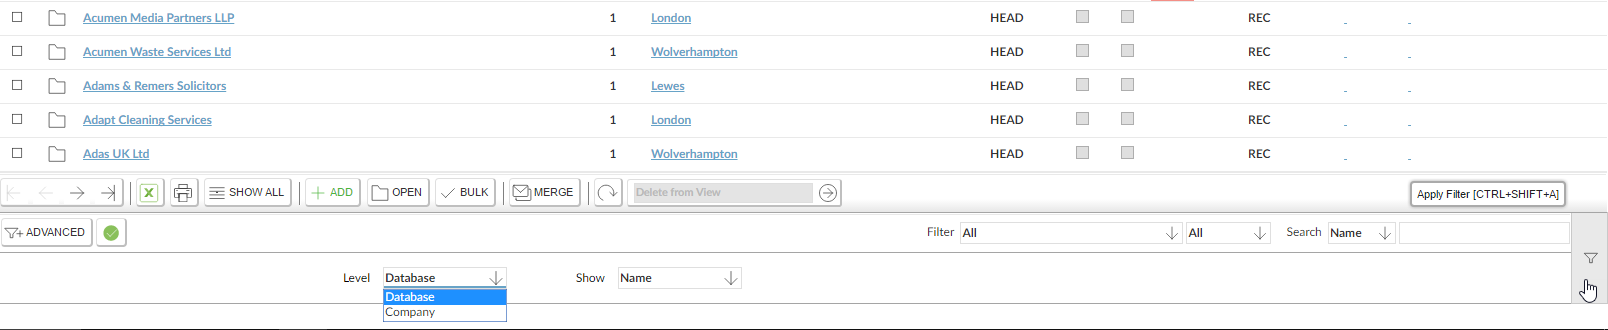 Acumen Media Partners LLP 1 London HEAD REC - -
Acumen Waste Services Ltd 1 Wolverhampton HEAD REC - -
Adams & Remers Solicitors 1 Lewes HEAD REC - -
Adapt Cleaning Services 1 London HEAD REC - -
Adas UK Ltd 1 Wolverhampton HEAD REC - -
X SHOW ALL + ADD OPEN BULK MERGE Delete from View Apply Filter [CTRL+SHIFT+A]
ADVANCED Filter All All Search Name
Level Database Show Name
Database
Company